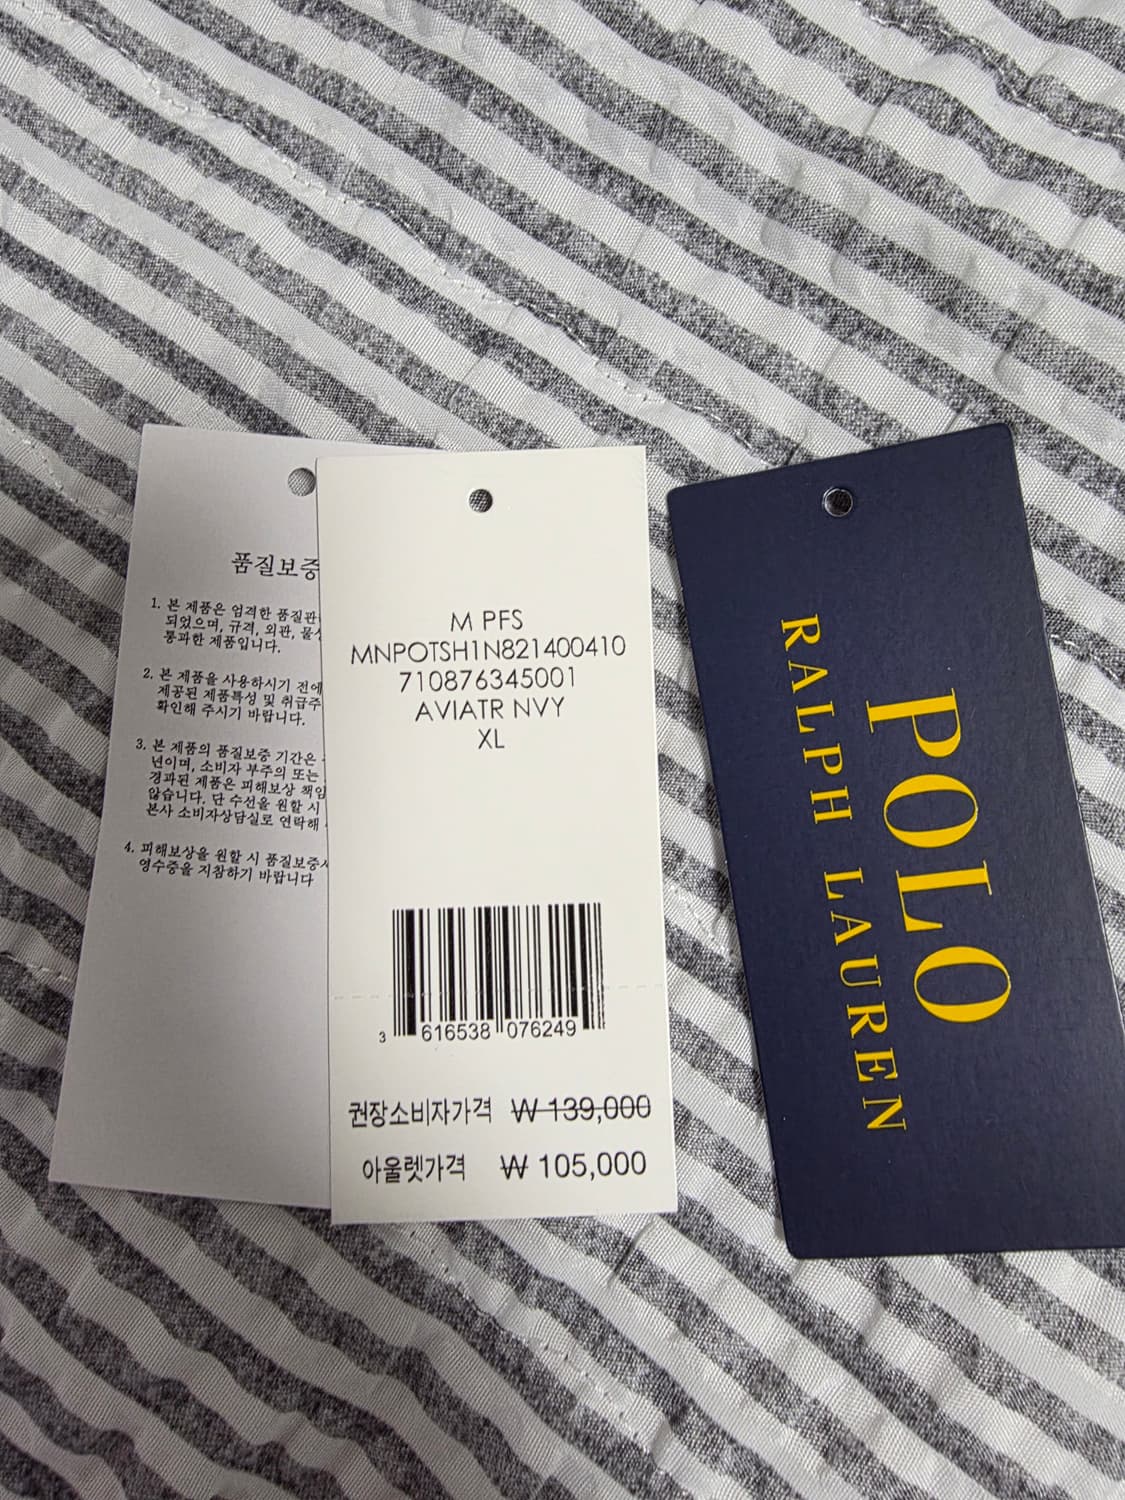 품질보증
1. 본 제품은 엄격한 품질관
되었으며, 규격, 외관, 물
통과한 제품입니다.
2. 본 제품을 사용하시기 전에
제공된 제품특성 및 취급주
확인해 주시기 바랍니다.
3. 본 제품의 품질보증 기간은
년이며, 소비자 부주의 또는
경과된 제품은 피해보상 책임
않습니다. 단 수선을 원할 시
본사 소비자상담실로 연락해
4. 피해보상을 원할 시 품질보증
영수증을 지참하기 바랍니다
M PFS
MNPOTSH1N821400410
710876345001
AVIATR NVY
XL
3 616538 076249
권장소비자가격 ₩ 139,000
아울렛가격 ₩ 105,000
POLO
RALPH LAUREN